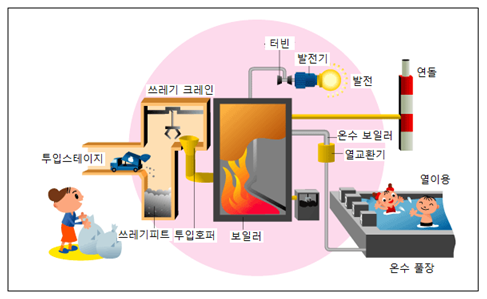 터빈
발전기
발전
연돌
쓰레기 크레인
온수 보일러
투입스테이지
열교환기
열이용
쓰레기피트
투입호퍼
보일러
온수 풀장